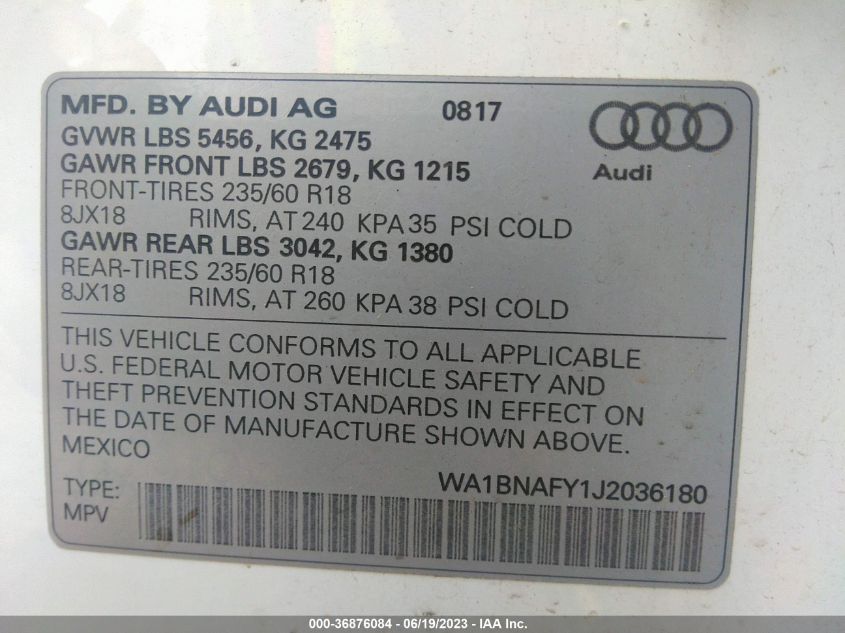 MFD. BY AUDI AG 0817
GVWR LBS 5456, KG 2475
GAWR FRONT LBS 2679, KG 1215
Audi
FRONT-TIRES 235/60 R18
8JX18 RIMS, AT 240 KPA 35 PSI COLD
GAWR REAR LBS 3042, KG 1380
REAR-TIRES 235/60 R18
8JX18 RIMS, AT 260 KPA 38 PSI COLD
THIS VEHICLE CONFORMS TO ALL APPLICABLE
U.S. FEDERAL MOTOR VEHICLE SAFETY AND
THEFT PREVENTION STANDARDS IN EFFECT ON
THE DATE OF MANUFACTURE SHOWN ABOVE.
MEXICO
WA1BNAFY1J2036180
TYPE:
MPV
000-36876084 - 06/19/2023 - IAA Inc.